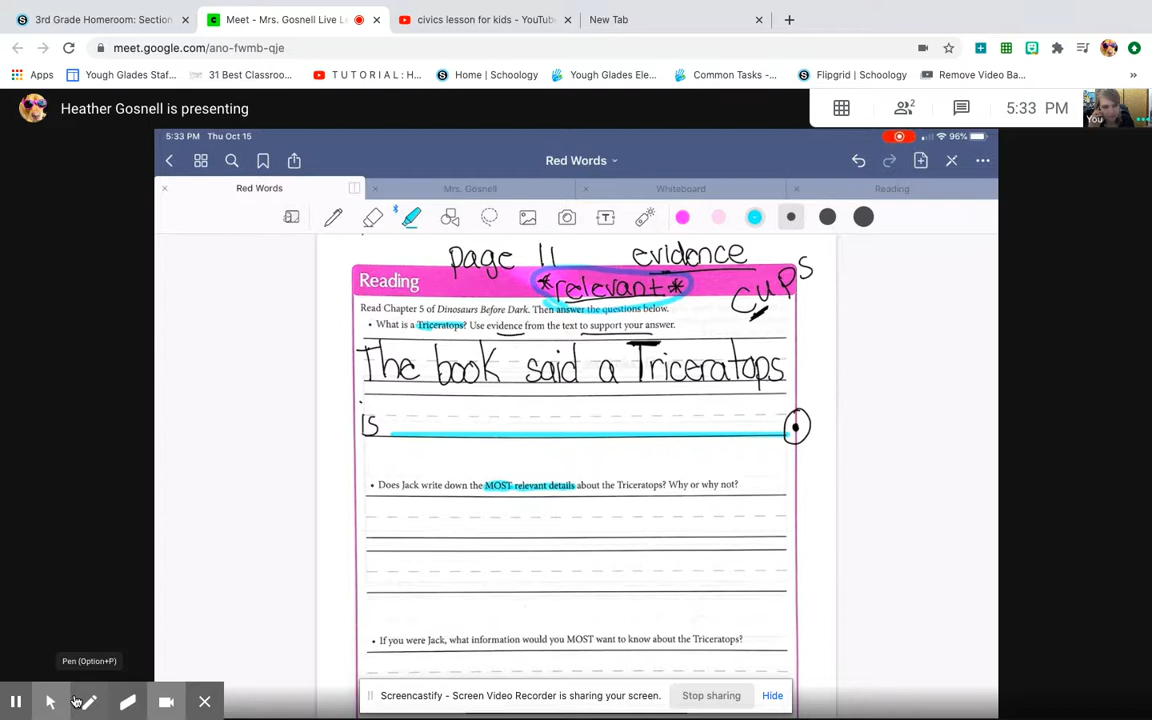 3rd Grade Homeroom: Section
Meet - Mrs. Gosnell Live L
civics lesson for kids - YouTub
New Tab
meet.google.com/ano-fwmb-qje
Apps
Yough Glades Staf...
31 Best Classroo...
T U T O R I A L : H...
Home | Schoology
Yough Glades Ele...
Common Tasks -...
Flipgrid | Schoology
Remove Video Ba...
»
Heather Gosnell is presenting
2
5:33 PM
You
5:33 PM Thu Oct 15
96%
Red Words
Red Words
Mrs. Gosnell
Whiteboard
Reading
page 11 evidence
Reading
*relevant*
CUPS
Read Chapter 5 of Dinosaurs Before Dark. Then answer the questions below.
• What is a Triceratops? Use evidence from the text to support your answer.
The book said a Triceratops
is .
• Does Jack write down the MOST relevant details about the Triceratops? Why or why not?
• If you were Jack, what information would you MOST want to know about the Triceratops?
Pen (Option+P)
Screencastify - Screen Video Recorder is sharing your screen.
Stop sharing
Hide